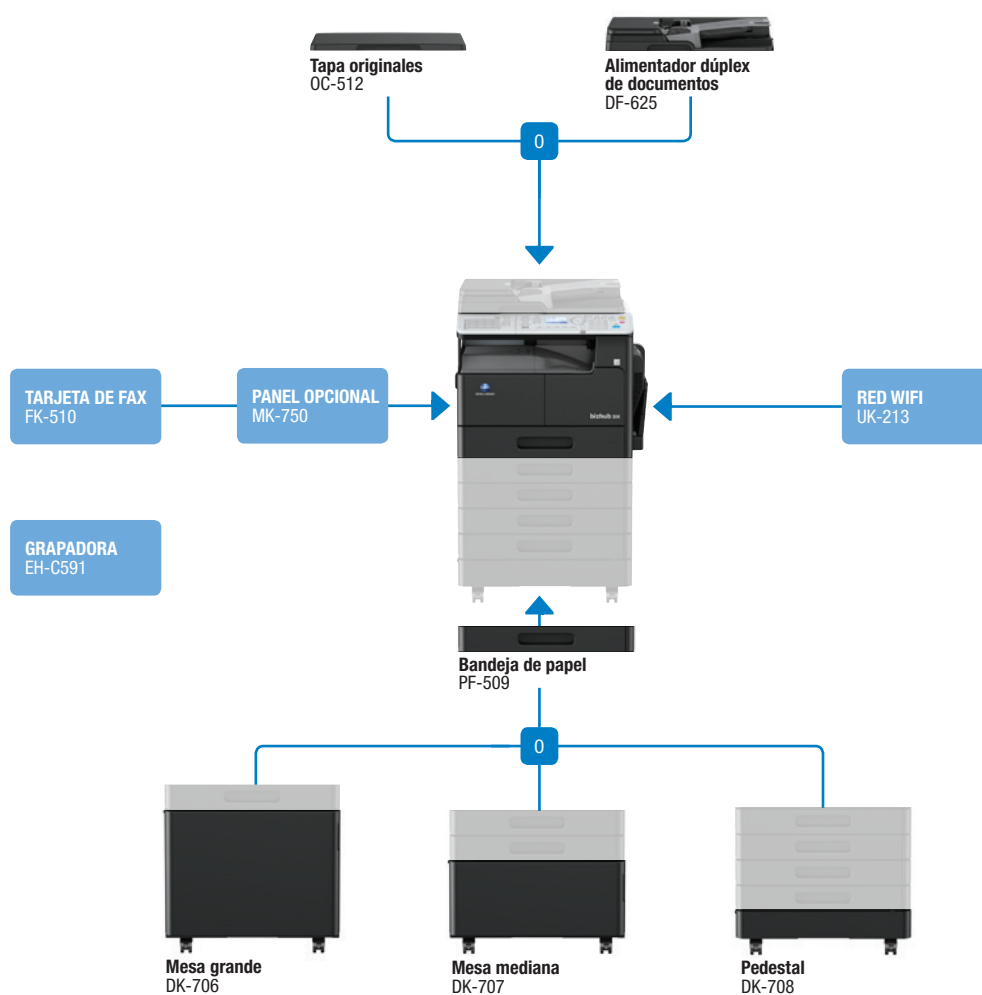 Tapa originales
OC-512
Alimentador dúplex
de documentos
DF-625
0
TARJETA DE FAX
FK-510
PANEL OPCIONAL
MK-750
bizhub
RED WIFI
UK-213
GRAPADORA
EH-C591
Bandeja de papel
PF-509
0
Mesa grande
DK-706
Mesa mediana
DK-707
Pedestal
DK-708